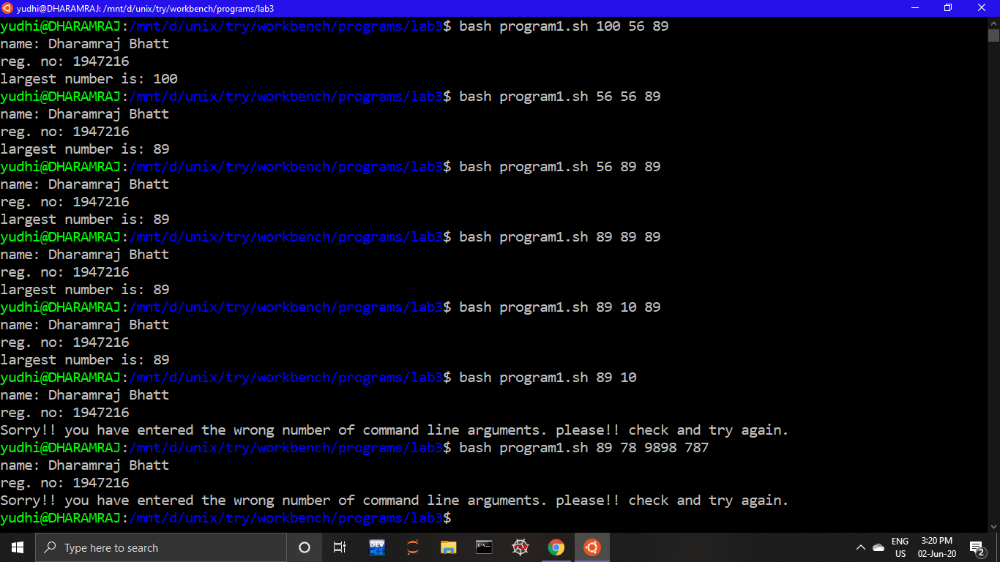 yudhi@DHARAMRAJ: /mnt/d/unix/try/workbench/programs/lab3
yudhi@DHARAMRAJ:/mnt/d/unix/try/workbench/programs/lab3$ bash program1.sh 100 56 89
name: Dharamraj Bhatt
reg. no: 1947216
largest number is: 100
yudhi@DHARAMRAJ:/mnt/d/unix/try/workbench/programs/lab3$ bash program1.sh 56 56 89
name: Dharamraj Bhatt
reg. no: 1947216
largest number is: 89
yudhi@DHARAMRAJ:/mnt/d/unix/try/workbench/programs/lab3$ bash program1.sh 56 89 89
name: Dharamraj Bhatt
reg. no: 1947216
largest number is: 89
yudhi@DHARAMRAJ:/mnt/d/unix/try/workbench/programs/lab3$ bash program1.sh 89 89 89
name: Dharamraj Bhatt
reg. no: 1947216
largest number is: 89
yudhi@DHARAMRAJ:/mnt/d/unix/try/workbench/programs/lab3$ bash program1.sh 89 10 89
name: Dharamraj Bhatt
reg. no: 1947216
largest number is: 89
yudhi@DHARAMRAJ:/mnt/d/unix/try/workbench/programs/lab3$ bash program1.sh 89 10
name: Dharamraj Bhatt
reg. no: 1947216
Sorry!! you have entered the wrong number of command line arguments. please!! check and try again.
yudhi@DHARAMRAJ:/mnt/d/unix/try/workbench/programs/lab3$ bash program1.sh 89 78 9898 787
name: Dharamraj Bhatt
reg. no: 1947216
Sorry!! you have entered the wrong number of command line arguments. please!! check and try again.
yudhi@DHARAMRAJ:/mnt/d/unix/try/workbench/programs/lab3$
Type here to search
DEV
ENG
US
3:20 PM
02-Jun-20
2